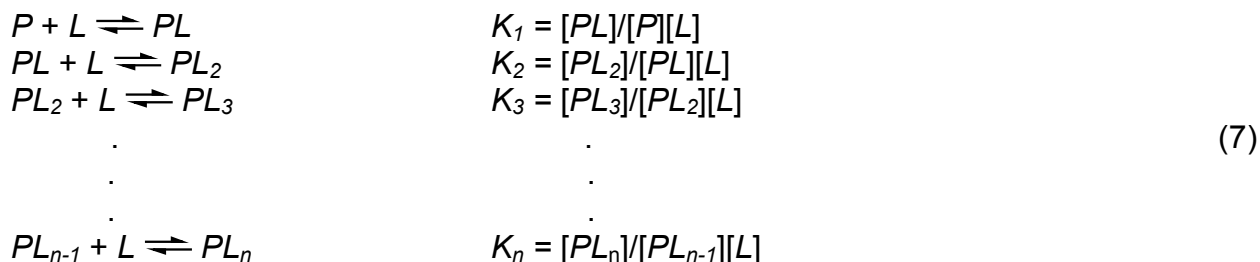 P + L ⇌ PL K₁ = [PL]/[P][L]
PL + L ⇌ PL₂ K₂ = [PL₂]/[PL][L]
PL₂ + L ⇌ PL₃ K₃ = [PL₃]/[PL₂][L]
. .
(7)
. .
. .
PLₙ₋₁ + L ⇌ PLₙ Kₙ = [PLₙ]/[PLₙ₋₁][L]